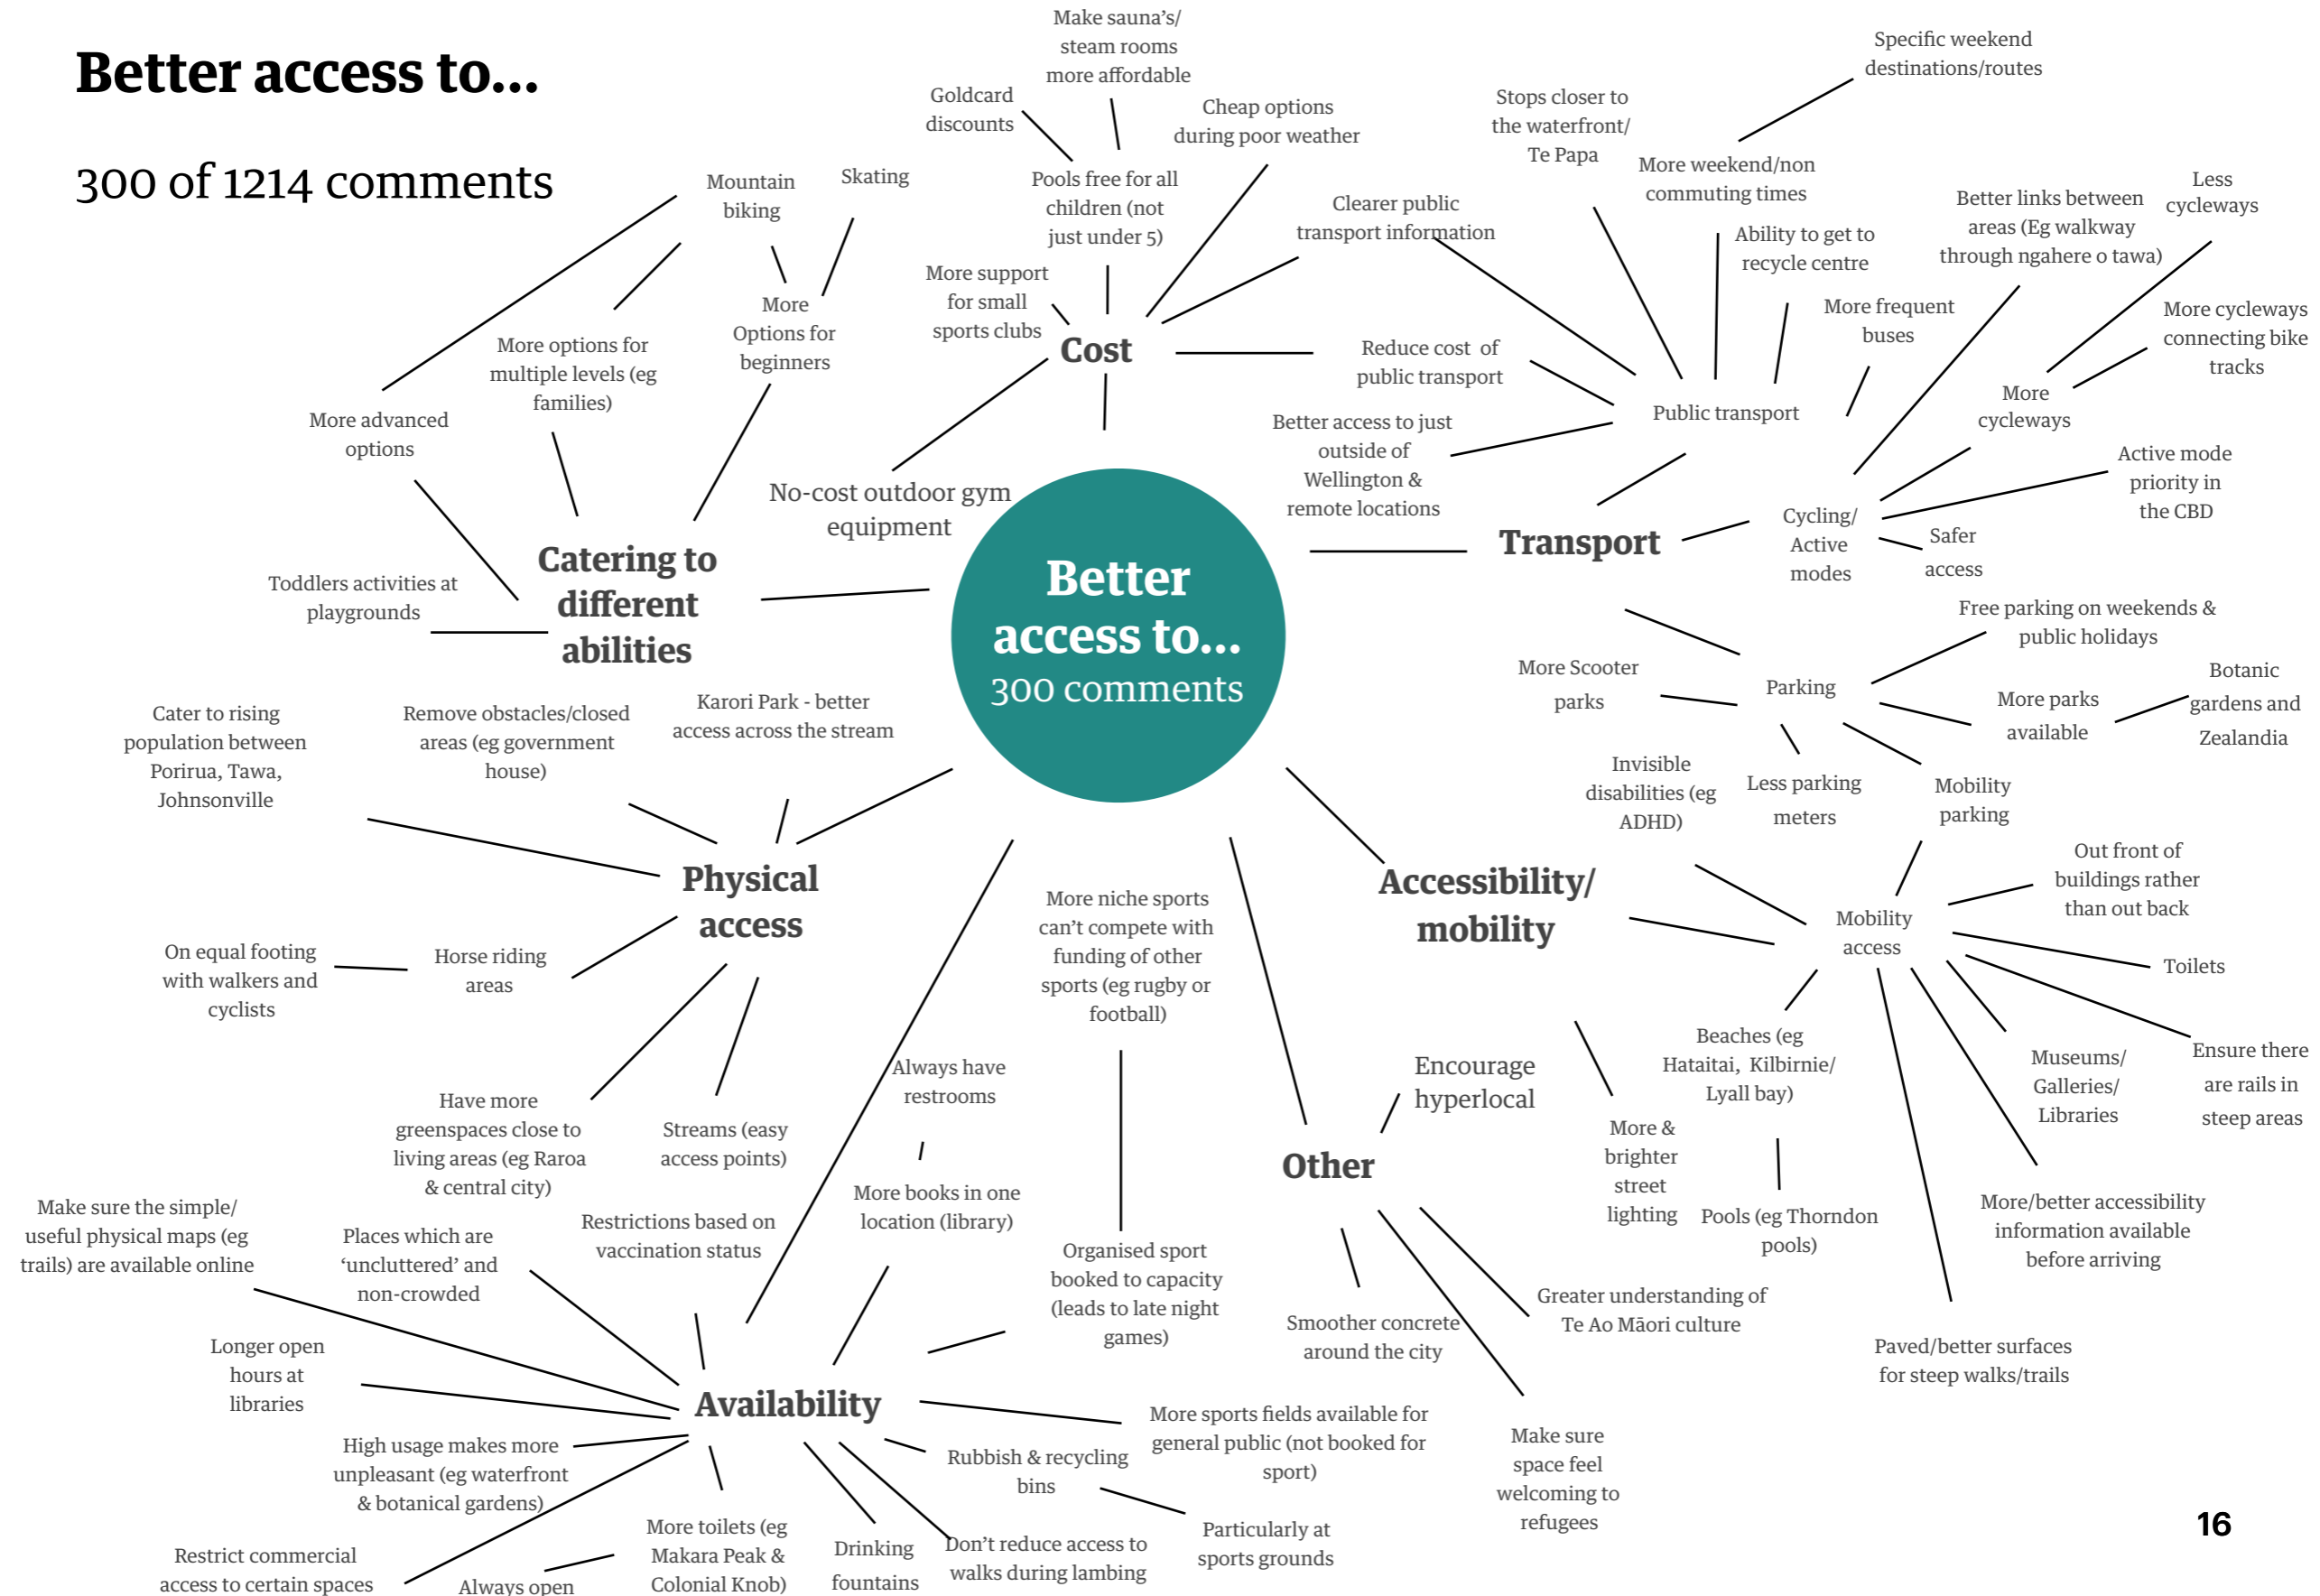 Better access to...
300 of 1214 comments
Make sauna’s/
steam rooms
more affordable
Goldcard
discounts
Cheap options
during poor weather
Pools free for all
children (not
just under 5)
More support
for small
sports clubs
Cost
Clearer public
transport information
Reduce cost of
public transport
No-cost outdoor gym
equipment
Mountain
biking
Skating
More
Options for
beginners
More options for
multiple levels (eg
families)
More advanced
options
Toddlers activities at
playgrounds
Catering to
different
abilities
Better
access to...
300 comments
Specific weekend
destinations/routes
Stops closer to
the waterfront/
Te Papa
More weekend/non
commuting times
Ability to get to
recycle centre
More frequent
buses
Public transport
Better access to just
outside of
Wellington &
remote locations
Transport
Better links between
areas (Eg walkway
through ngahere o tawa)
Less
cycleways
More cycleways
connecting bike
tracks
More
cycleways
Active mode
priority in
the CBD
Cycling/
Active
modes
Safer
access
Free parking on weekends &
public holidays
More Scooter
parks
Parking
More parks
available
Botanic
gardens and
Zealandia
Less parking
meters
Mobility
parking
Invisible
disabilities (eg
ADHD)
Accessibility/
mobility
Mobility
access
Out front of
buildings rather
than out back
Toilets
Ensure there
are rails in
steep areas
Museums/
Galleries/
Libraries
Beaches (eg
Hataitai, Kilbirnie/
Lyall bay)
Pools (eg Thorndon
pools)
More/better accessibility
information available
before arriving
Paved/better surfaces
for steep walks/trails
More &
brighter
street
lighting
Cater to rising
population between
Porirua, Tawa,
Johnsonville
Remove obstacles/closed
areas (eg government
house)
Karori Park - better
access across the stream
Physical
access
On equal footing
with walkers and
cyclists
Horse riding
areas
Have more
greenspaces close to
living areas (eg Raroa
& central city)
Streams (easy
access points)
Other
Encourage
hyperlocal
Smoother concrete
around the city
Greater understanding of
Te Ao Māori culture
Make sure
space feel
welcoming to
refugees
More niche sports
can’t compete with
funding of other
sports (eg rugby or
football)
Organised sport
booked to capacity
(leads to late night
games)
Always have
restrooms
More books in one
location (library)
Restrictions based on
vaccination status
Places which are
‘uncluttered’ and
non-crowded
Make sure the simple/
useful physical maps (eg
trails) are available online
Longer open
hours at
libraries
Availability
High usage makes more
unpleasant (eg waterfront
& botanical gardens)
Restrict commercial
access to certain spaces
Always open
More toilets (eg
Makara Peak &
Colonial Knob)
Drinking
fountains
Don’t reduce access to
walks during lambing
Rubbish & recycling
bins
Particularly at
sports grounds
More sports fields available for
general public (not booked for
sport)
16